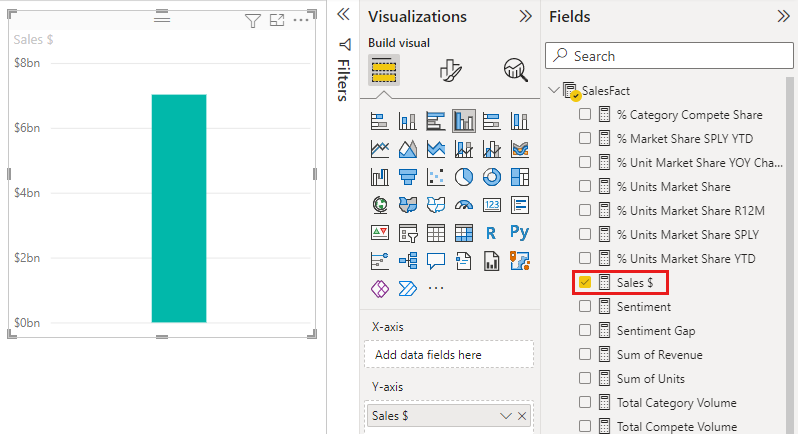 Sales $
$8bn
$6bn
$4bn
$2bn
$0bn
Filters
Visualizations
Build visual
123
R
Py
X-axis
Add data fields here
Y-axis
Sales $
Fields
Search
SalesFact
% Category Compete Share
% Market Share SPLY YTD
% Unit Market Share YOY Cha...
% Units Market Share
% Units Market Share R12M
% Units Market Share SPLY
% Units Market Share YTD
Sales $
Sentiment
Sentiment Gap
Sum of Revenue
Sum of Units
Total Category Volume
Total Compete Volume